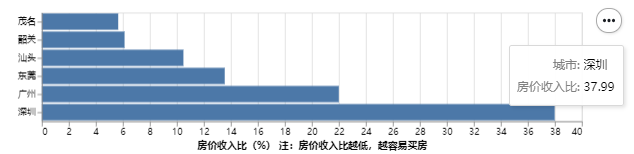 茂名
韶关
汕头
东莞
广州
深圳
城市: 深圳
房价收入比: 37.99
0 2 4 6 8 10 12 14 16 18 20 22 24 26 28 30 32 34 36 38 40
房价收入比（%） 注：房价收入比越低，越容易买房